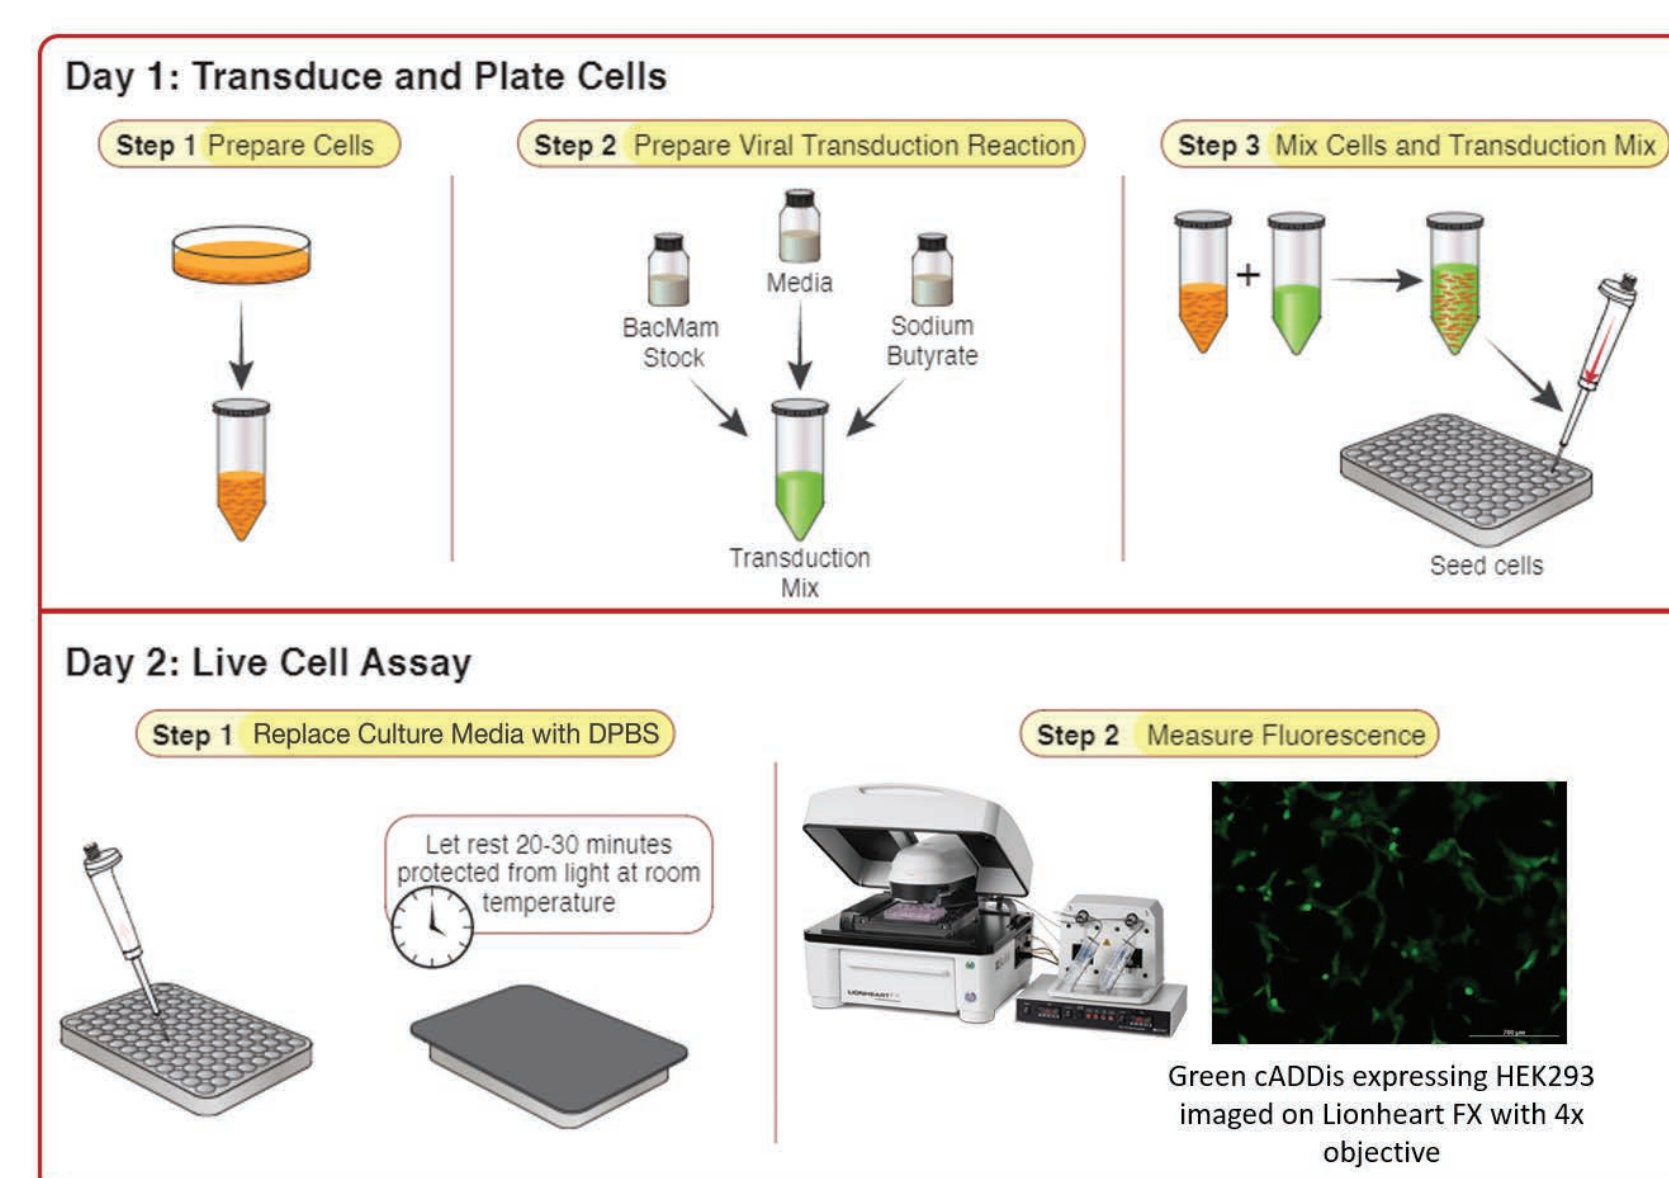 Day 1: Transduce and Plate Cells
Step 1 Prepare Cells
Step 2 Prepare Viral Transduction Reaction
Step 3 Mix Cells and Transduction Mix
Media
BacMam
Stock
Sodium
Butyrate
Transduction
Mix
Seed cells
Day 2: Live Cell Assay
Step 1 Replace Culture Media with DPBS
Step 2 Measure Fluorescence
Let rest 20-30 minutes
protected from light at room
temperature
LIONHEART FX
Green cADDis expressing HEK293
imaged on Lionheart FX with 4x
objective